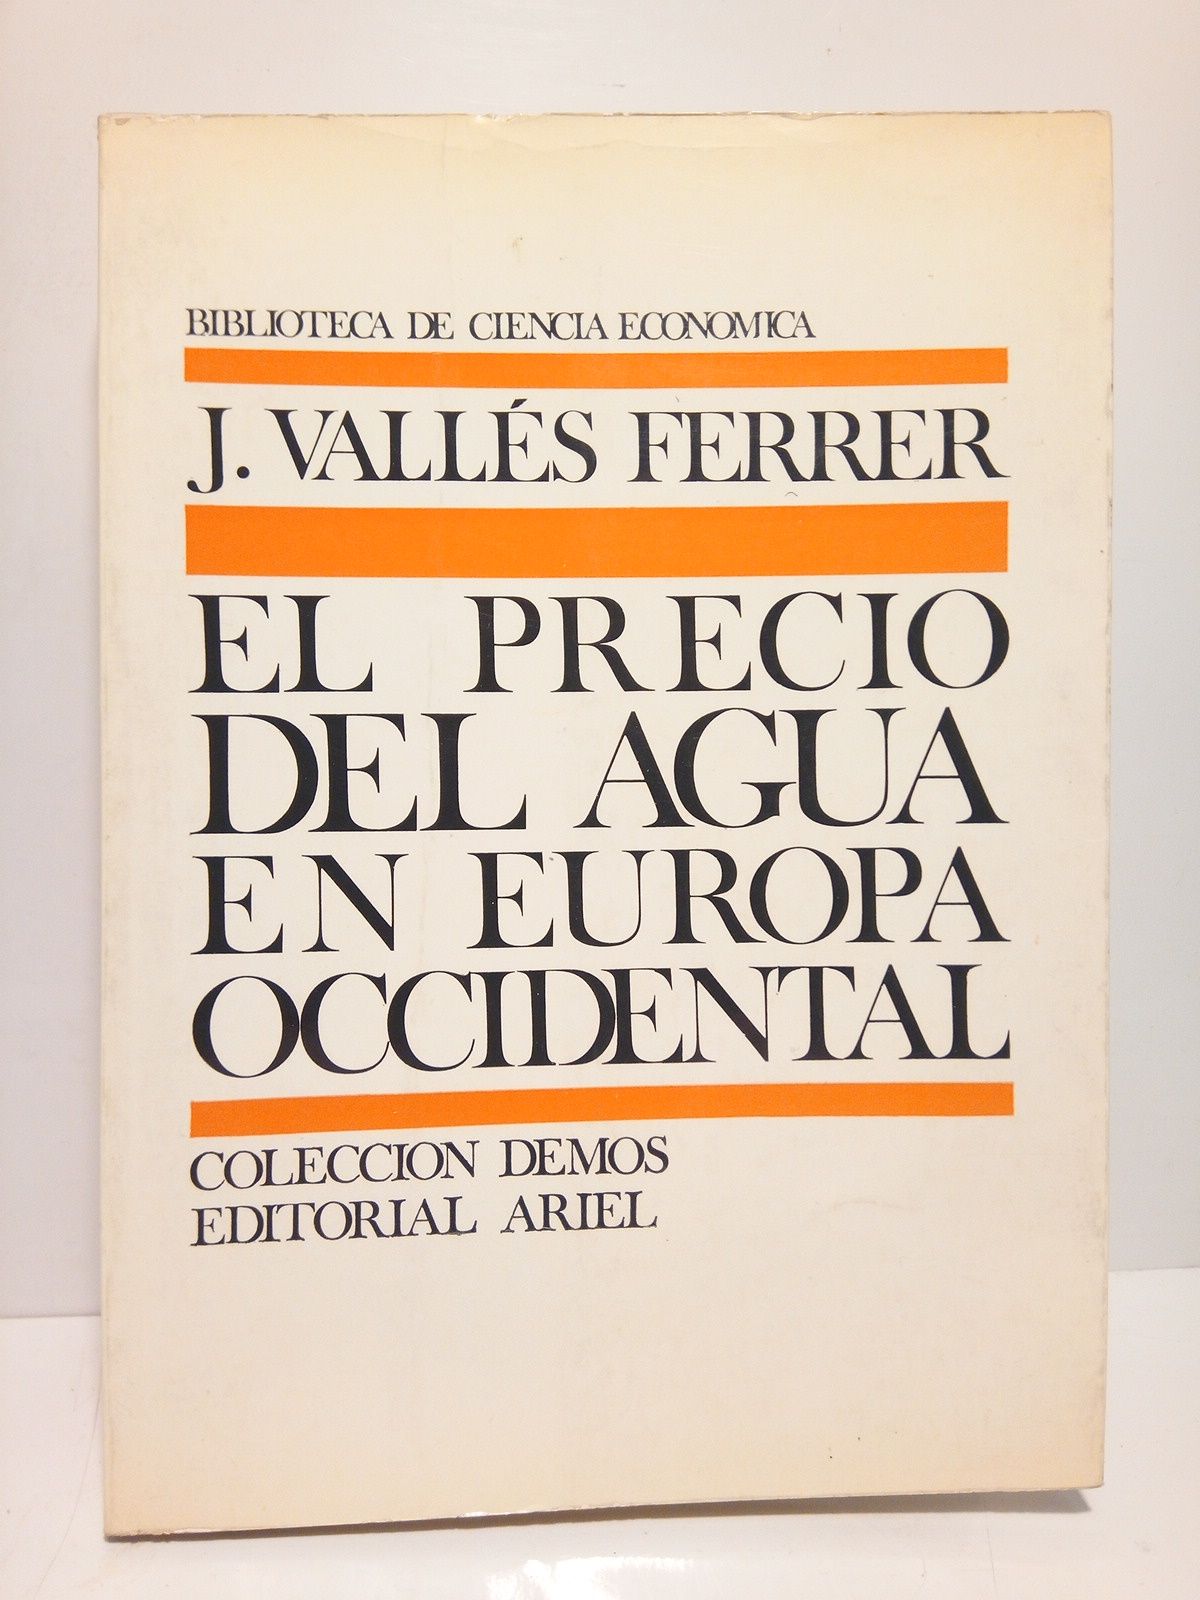 BIBLIOTECA DE CIENCIA ECONOMICA
J. VALLÉS FERRER
EL PRECIO
DEL AGUA
EN EUROPA
OCCIDENTAL
COLECCION DEMOS
EDITORIAL ARIEL